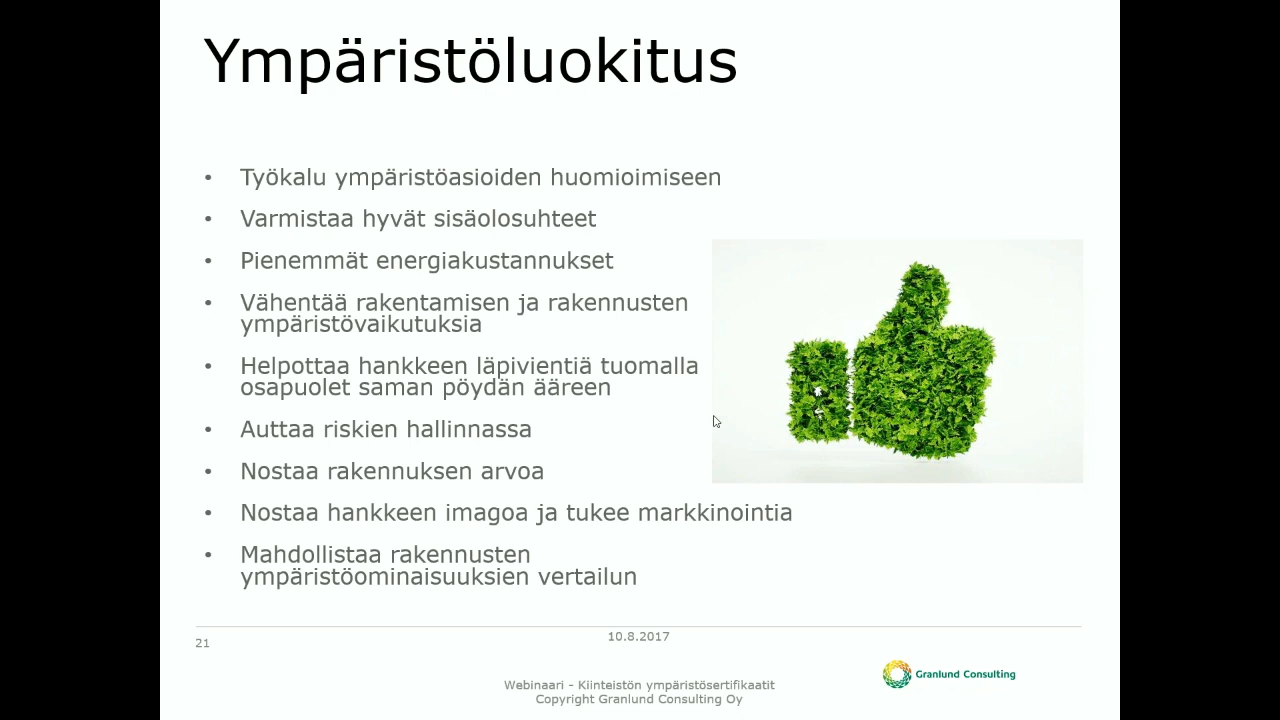 Ympäristöluokitus
• Työkalu ympäristöasioiden huomioimiseen
• Varmistaa hyvät sisäolosuhteet
• Pienemmät energiakustannukset
• Vähentää rakentamisen ja rakennusten
ympäristövaikutuksia
• Helpottaa hankkeen läpivientiä tuomalla
osapuolet saman pöydän ääreen
• Auttaa riskien hallinnassa
• Nostaa rakennuksen arvoa
• Nostaa hankkeen imagoa ja tukee markkinointia
• Mahdollistaa rakennusten
ympäristöominaisuuksien vertailun
21
10.8.2017
Webinaari - Kiinteistön ympäristösertifikaatit
Copyright Granlund Consulting Oy
Granlund Consulting